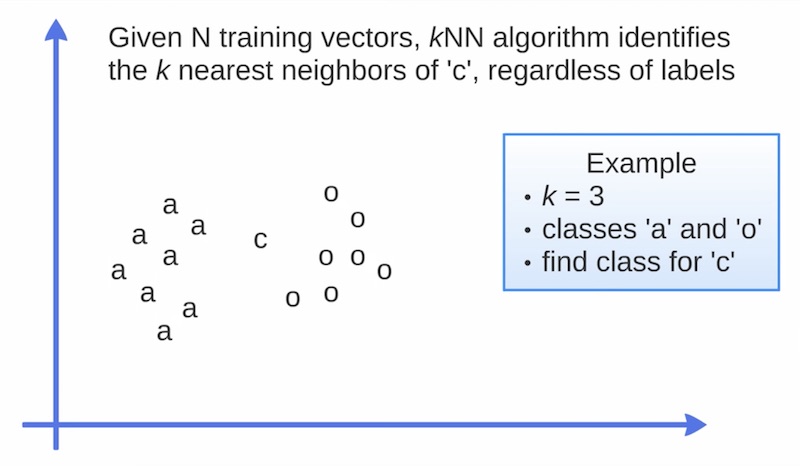 Given N training vectors, kNN algorithm identifies
the k nearest neighbors of 'c', regardless of labels
Example
• k = 3
• classes 'a' and 'o'
• find class for 'c'
o
a
o
a
a
c
a
o o
a
o
a
o o
a
a